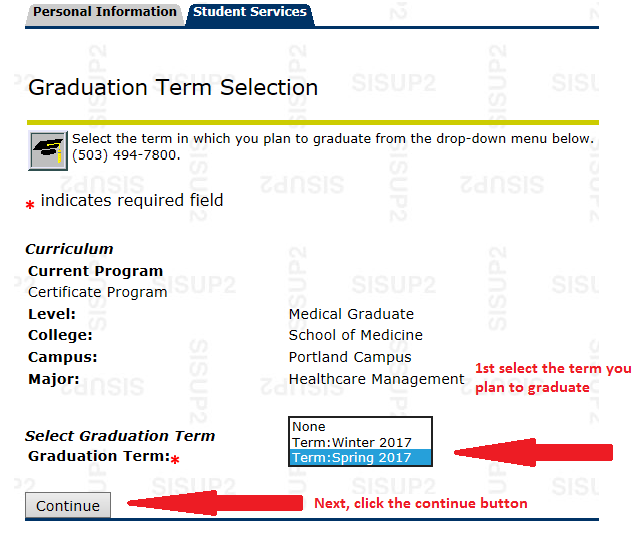 Personal Information Student Services
Graduation Term Selection
Select the term in which you plan to graduate from the drop-down menu below.
(503) 494-7800.
* indicates required field
Curriculum
Current Program
Certificate Program
Level: Medical Graduate
College: School of Medicine
Campus: Portland Campus
Major: Healthcare Management
1st select the term you
plan to graduate
None
Select Graduation Term Term:Winter 2017
Graduation Term:* Term:Spring 2017
Continue Next, click the continue button
SISUP2